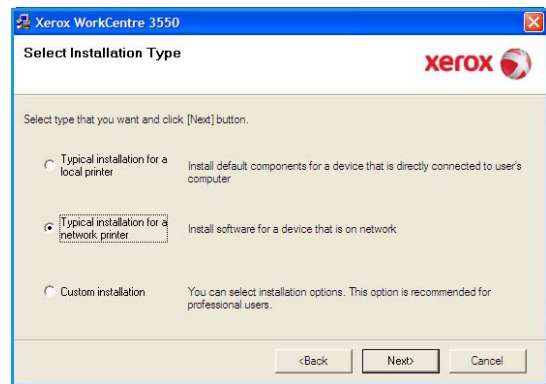 Xerox WorkCentre 3550
Select Installation Type
xerox
Select type that you want and click [Next] button.
Typical installation for a
local printer
Install default components for a device that is directly connected to user's
computer
Typical installation for a
network printer
Install software for a device that is on network
Custom installation
You can select installation options. This option is recommended for
professional users.
<Back
Next>
Cancel